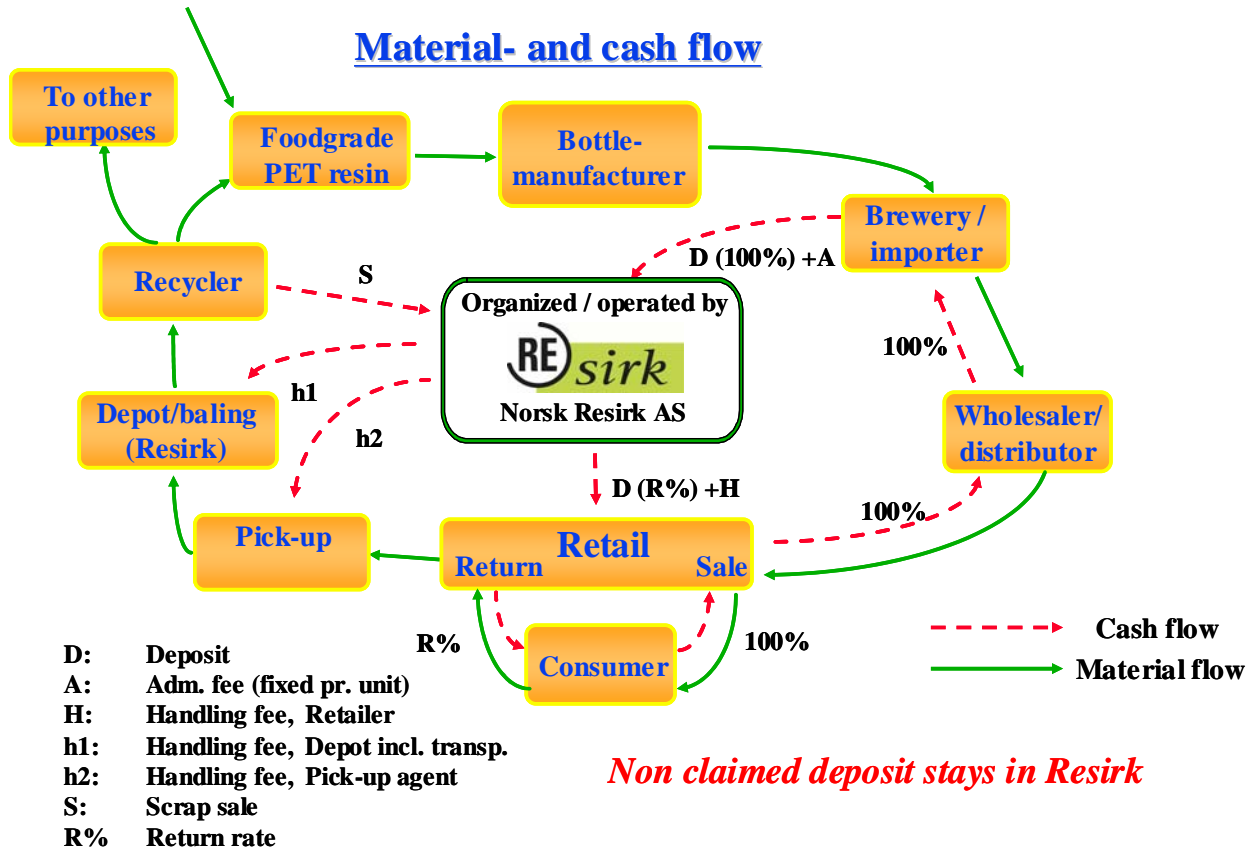 Material- and cash flow
To other
purposes
Foodgrade
PET resin
Bottle-
manufacturer
Brewery /
importer
D (100%) +A
Recycler
S
Organized / operated by
RE sirk
Norsk Resirk AS
100%
h1
h2
Depot/baling
(Resirk)
Wholesaler/
distributor
D (R%) +H
100%
Pick-up
Retail
Return
Sale
R%
100%
Consumer
Cash flow
Material flow
D: Deposit
A: Adm. fee (fixed pr. unit)
H: Handling fee, Retailer
h1: Handling fee, Depot incl. transp.
h2: Handling fee, Pick-up agent
S: Scrap sale
R% Return rate
Non claimed deposit stays in Resirk